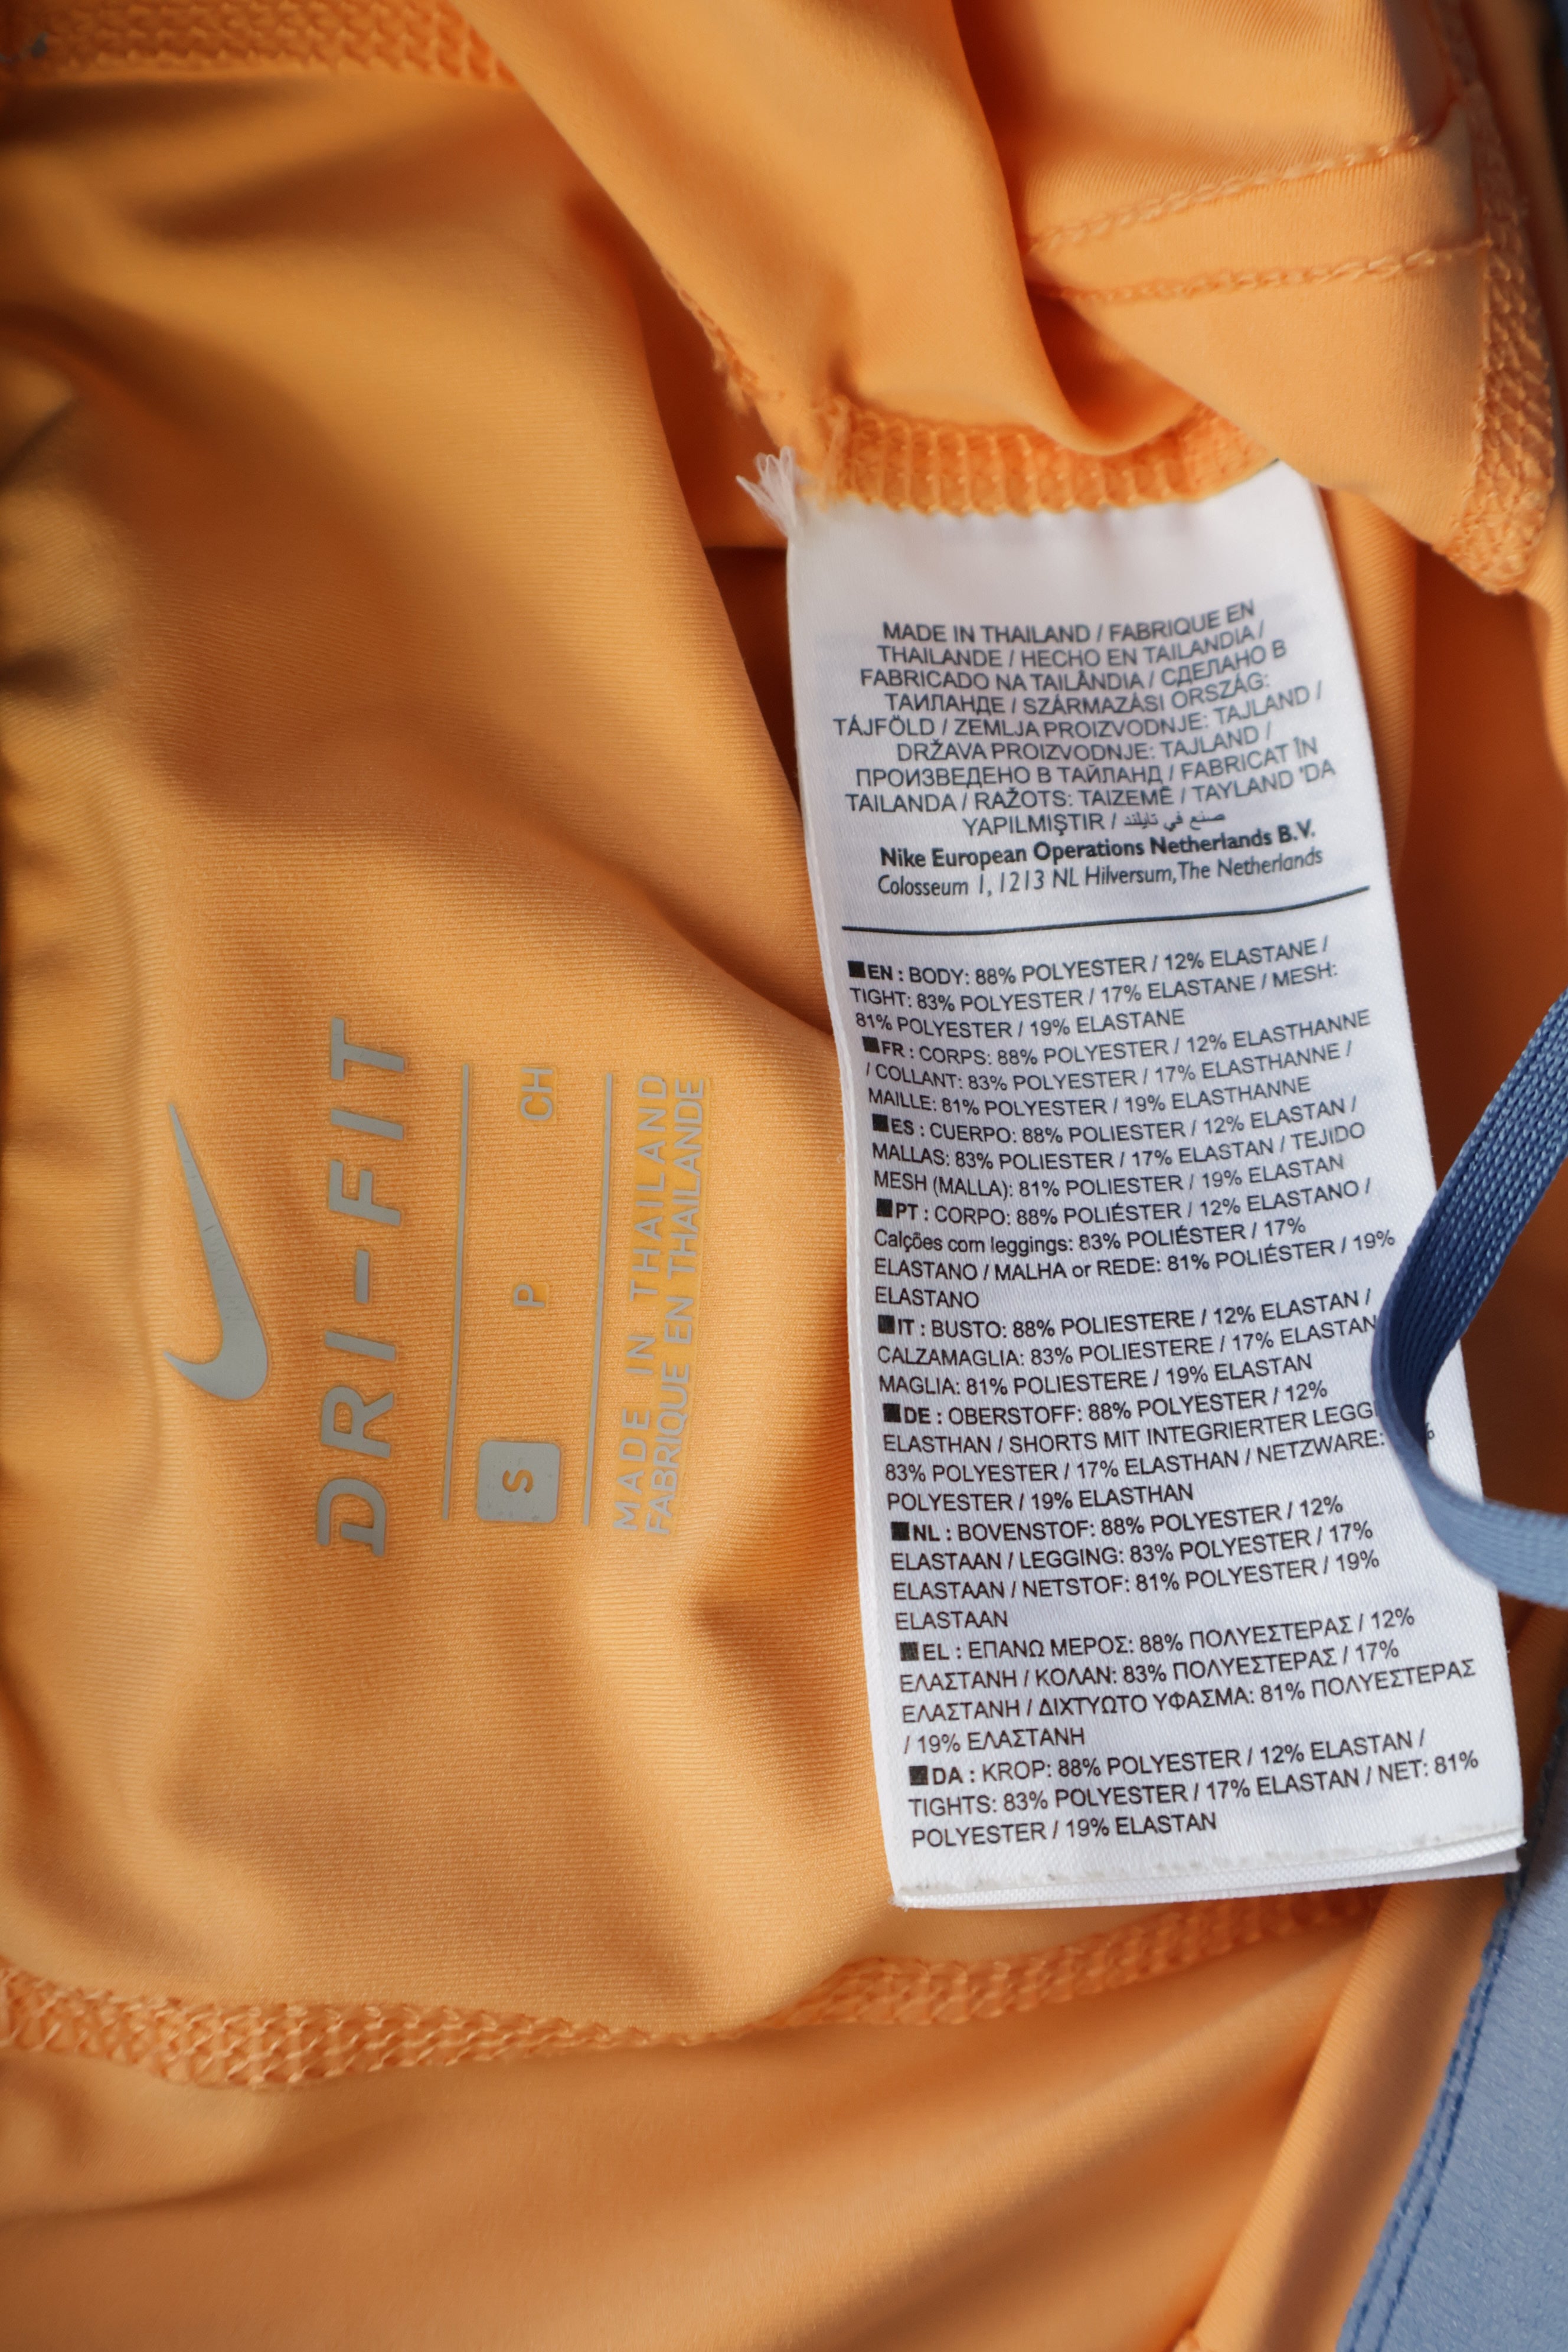 DRI-FIT
S P CH
MADE IN THAILAND
FABRIQUE EN THAILANDE
MADE IN THAILAND / FABRIQUE EN
THAILANDE / HECHO EN TAILANDIA /
FABRICADO NA TAILÂNDIA / СДЕЛАНО В
ТАИЛАНДЕ / SZÁRMAZÁSI ORSZÁG:
TÁJFÖLD / ZEMLJA PROIZVODNJE: TAJLAND /
DRŽAVA PROIZVODNJE: TAJLAND /
ПРОИЗВЕДЕНО В ТАЙЛАНД / FABRICAT ÎN
TAILANDA / RAŽOTS: TAIZEMĒ / TAYLAND 'DA
YAPILMIŞTIR / صنع في تايلند
Nike European Operations Netherlands B.V.
Colosseum 1, 1213 NL Hilversum, The Netherlands
■EN : BODY: 88% POLYESTER / 12% ELASTANE /
TIGHT: 83% POLYESTER / 17% ELASTANE / MESH:
81% POLYESTER / 19% ELASTANE
■FR : CORPS: 88% POLYESTER / 12% ELASTHANNE
/ COLLANT: 83% POLYESTER / 17% ELASTHANNE /
MAILLE: 81% POLYESTER / 19% ELASTHANNE
■ES : CUERPO: 88% POLIESTER / 12% ELASTAN /
MALLAS: 83% POLIESTER / 17% ELASTAN / TEJIDO
MESH (MALLA): 81% POLIESTER / 19% ELASTAN
■PT : CORPO: 88% POLIÉSTER / 12% ELASTANO /
Calções com leggings: 83% POLIÉSTER / 17%
ELASTANO / MALHA or REDE: 81% POLIÉSTER / 19%
ELASTANO
■IT : BUSTO: 88% POLIESTERE / 12% ELASTAN /
CALZAMAGLIA: 83% POLIESTERE / 17% ELASTAN
MAGLIA: 81% POLIESTERE / 19% ELASTAN
■DE : OBERSTOFF: 88% POLYESTER / 12%
ELASTHAN / SHORTS MIT INTEGRIERTER LEGG
83% POLYESTER / 17% ELASTHAN / NETZWARE: %
POLYESTER / 19% ELASTHAN
■NL : BOVENSTOF: 88% POLYESTER / 12%
ELASTAAN / LEGGING: 83% POLYESTER / 17%
ELASTAAN / NETSTOF: 81% POLYESTER / 19%
ELASTAAN
■EL : ΕΠΑΝΩ ΜΕΡΟΣ: 88% ΠΟΛΥΕΣΤΕΡΑΣ / 12%
ΕΛΑΣΤΑΝΗ / ΚΟΛΑΝ: 83% ΠΟΛΥΕΣΤΕΡΑΣ / 17%
ΕΛΑΣΤΑΝΗ / ΔΙΧΤΥΩΤΟ ΥΦΑΣΜΑ: 81% ΠΟΛΥΕΣΤΕΡΑΣ
/ 19% ΕΛΑΣΤΑΝΗ
■DA : KROP: 88% POLYESTER / 12% ELASTAN /
TIGHTS: 83% POLYESTER / 17% ELASTAN / NET: 81%
POLYESTER / 19% ELASTAN